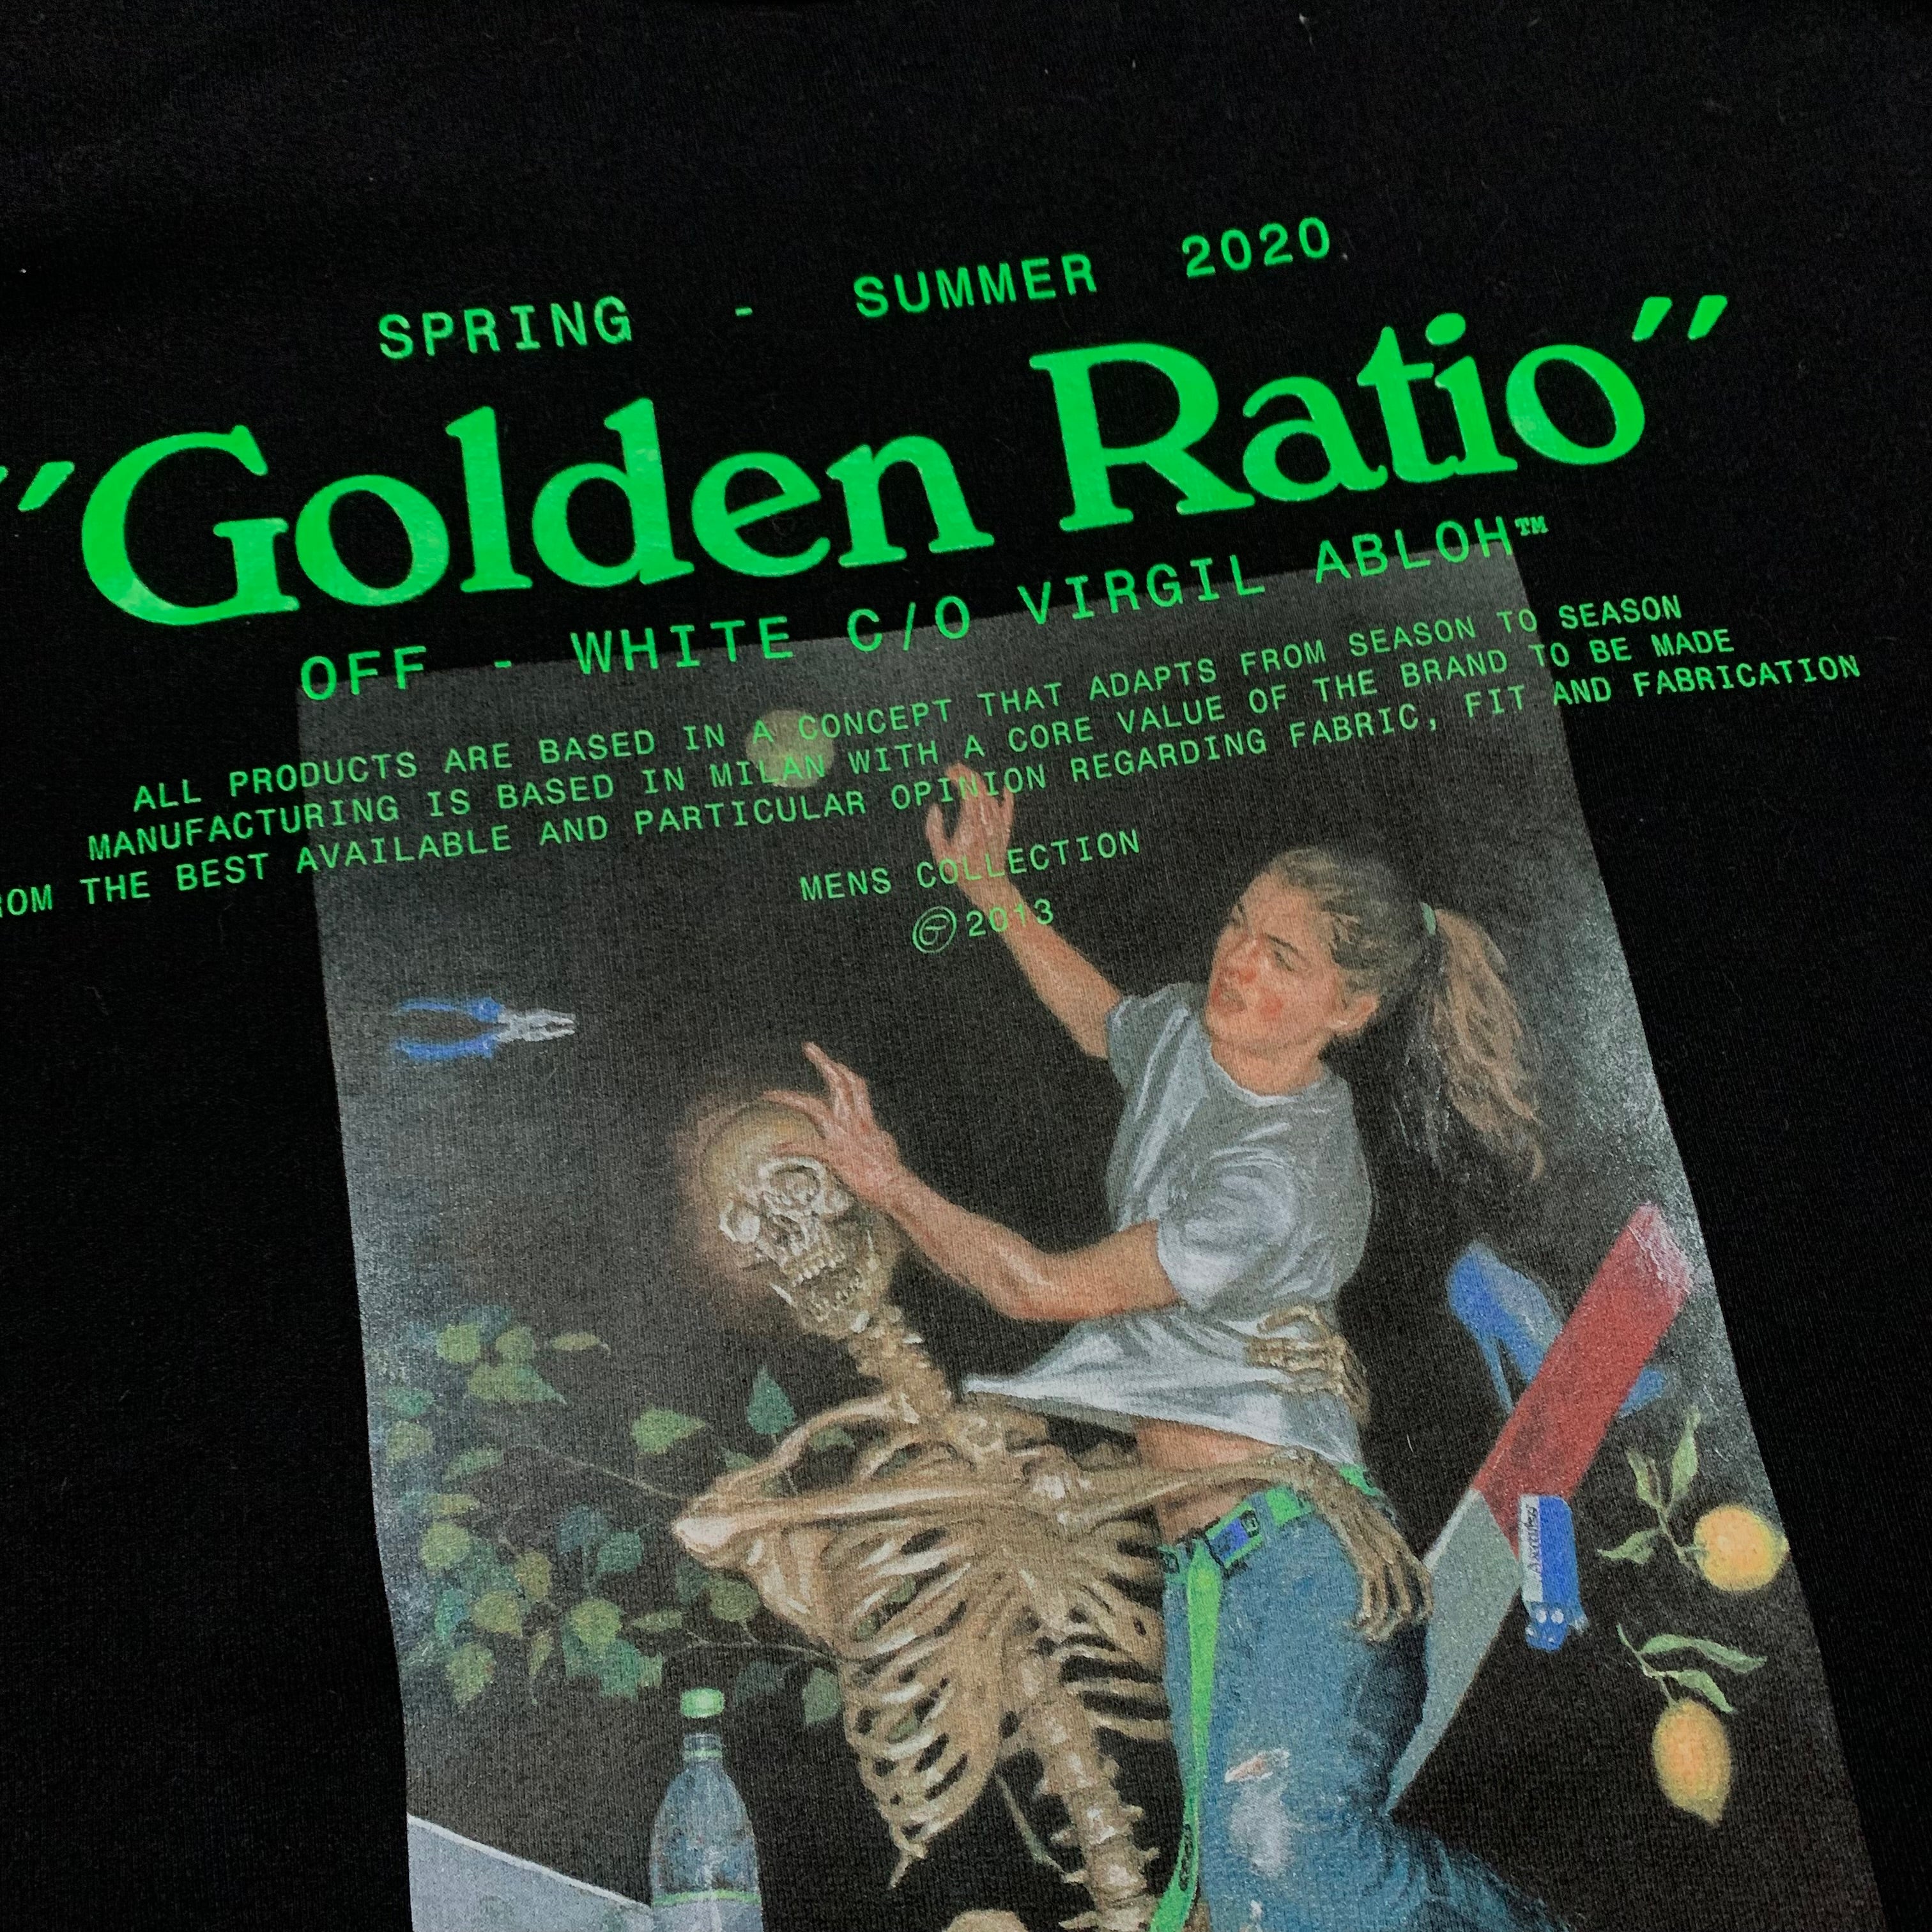 SPRING - SUMMER 2020
"Golden Ratio"
OFF - WHITE C/O VIRGIL ABLOH™
ALL PRODUCTS ARE BASED IN A CONCEPT THAT ADAPTS FROM SEASON TO SEASON
MANUFACTURING IS BASED IN MILAN WITH A CORE VALUE OF THE BRAND TO BE MADE
ROM THE BEST AVAILABLE AND PARTICULAR OPINION REGARDING FABRIC, FIT AND FABRICATION
MENS COLLECTION
©2013